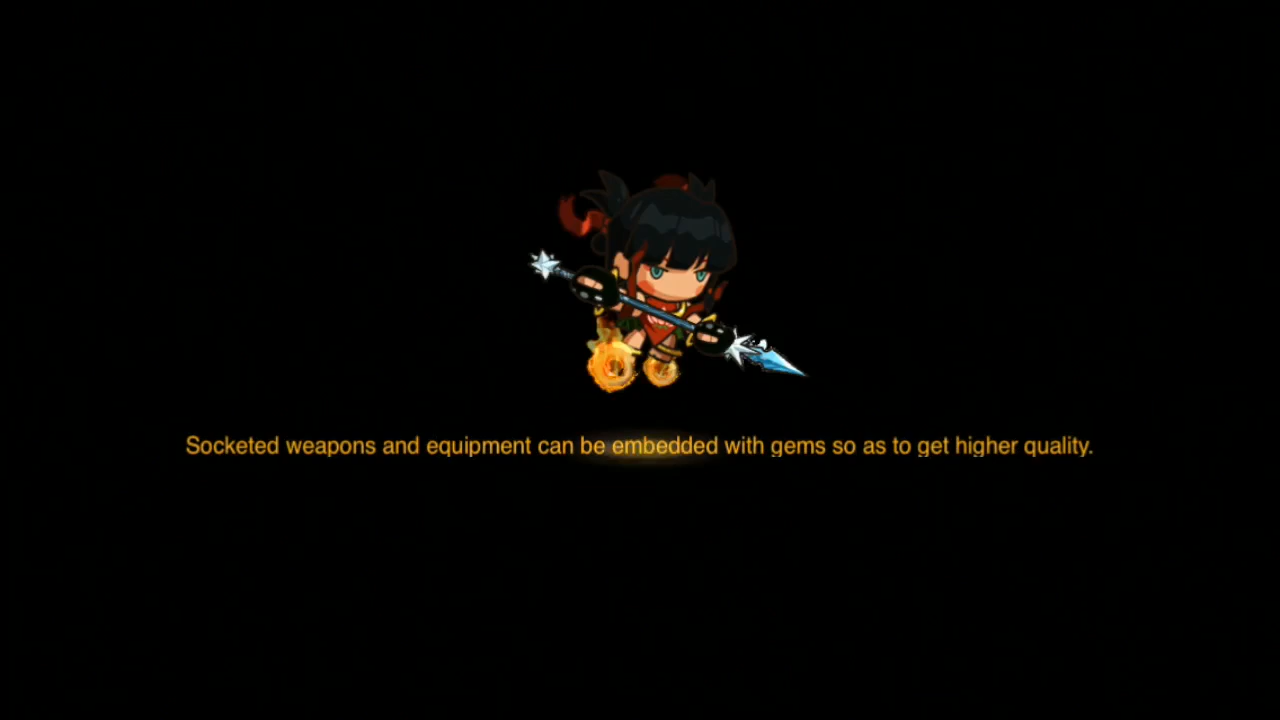 Socketed weapons and equipment can be embedded with gems so as to get higher quality.